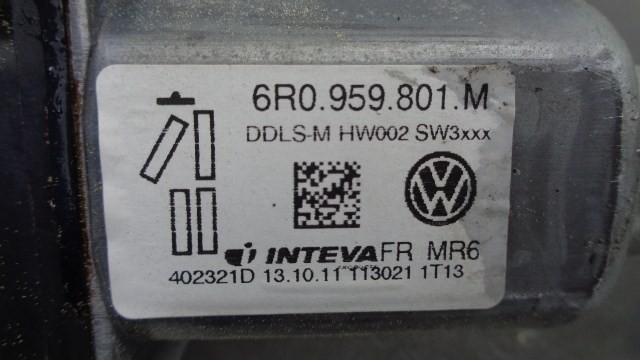 6R0.959.801.M
DDLS-M HW002 SW3xxx
INTEVA FR MR6
402321D 13.10.11 113021 1T13